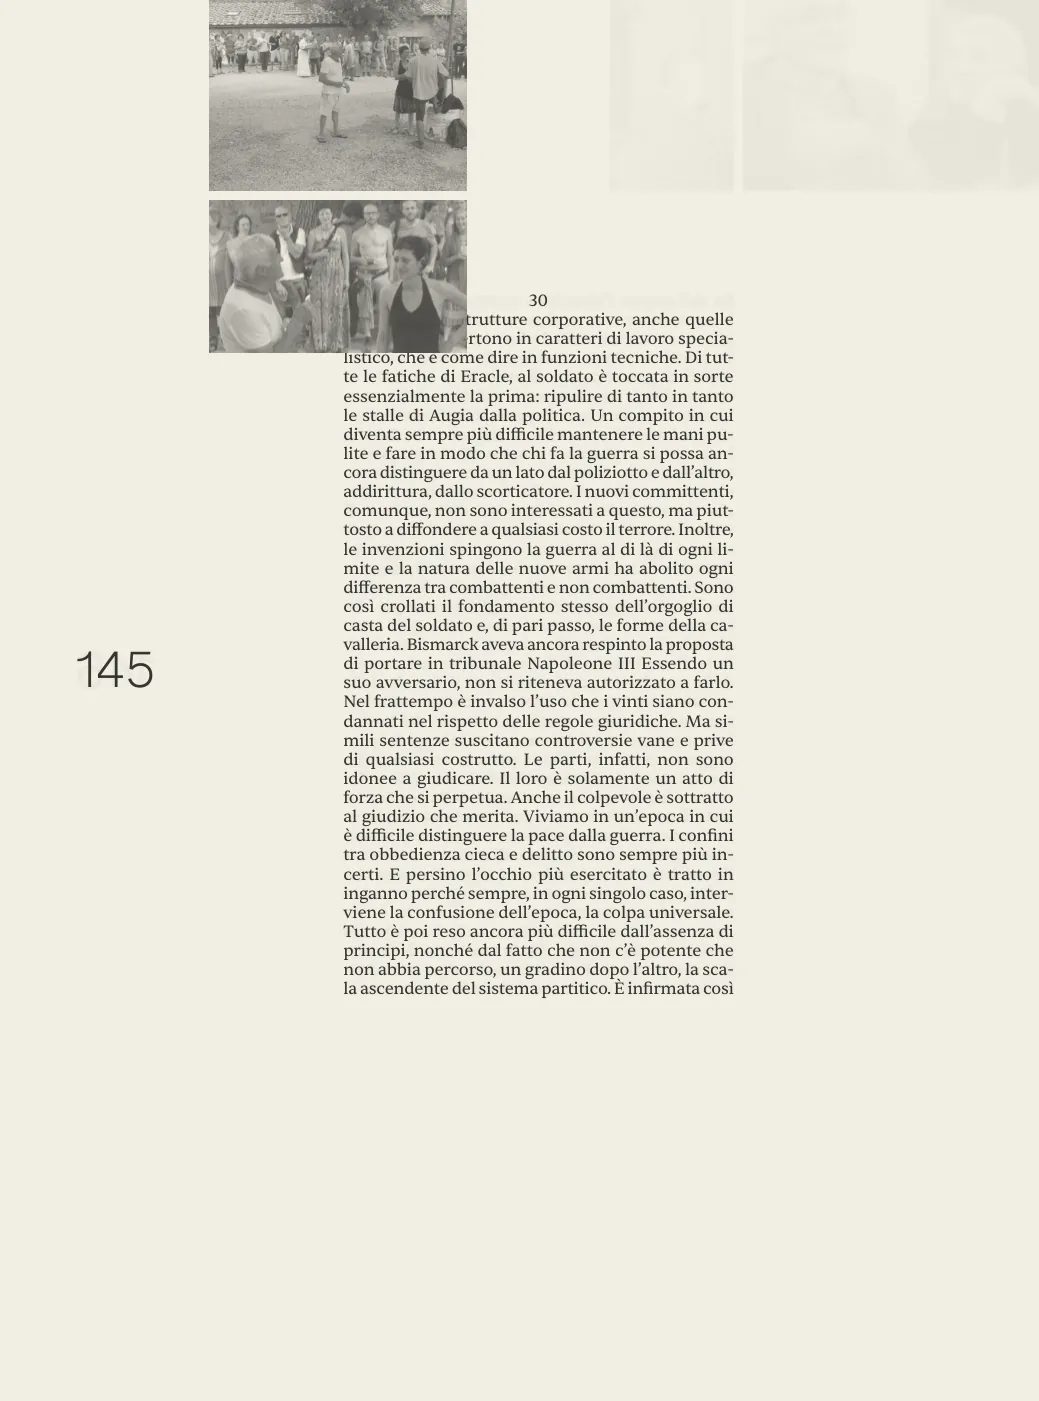 30
trutture corporative, anche quelle
ertono in caratteri di lavoro specia-
listico, che è come dire in funzioni tecniche. Di tut-
te le fatiche di Eracle, al soldato è toccata in sorte
essenzialmente la prima: ripulire di tanto in tanto
le stalle di Augia dalla politica. Un compito in cui
diventa sempre più difficile mantenere le mani pu-
lite e fare in modo che chi fa la guerra si possa an-
cora distinguere da un lato dal poliziotto e dall’altro,
addirittura, dallo scorticatore. I nuovi committenti,
comunque, non sono interessati a questo, ma piut-
tosto a diffondere a qualsiasi costo il terrore. Inoltre,
le invenzioni spingono la guerra al di là di ogni li-
mite e la natura delle nuove armi ha abolito ogni
differenza tra combattenti e non combattenti. Sono
così crollati il fondamento stesso dell’orgoglio di
casta del soldato e, di pari passo, le forme della ca-
valleria. Bismarck aveva ancora respinto la proposta
di portare in tribunale Napoleone III Essendo un
suo avversario, non si riteneva autorizzato a farlo.
Nel frattempo è invalso l’uso che i vinti siano con-
dannati nel rispetto delle regole giuridiche. Ma si-
mili sentenze suscitano controversie vane e prive
di qualsiasi costrutto. Le parti, infatti, non sono
idonee a giudicare. Il loro è solamente un atto di
forza che si perpetua. Anche il colpevole è sottratto
al giudizio che merita. Viviamo in un’epoca in cui
è difficile distinguere la pace dalla guerra. I confini
tra obbedienza cieca e delitto sono sempre più in-
certi. E persino l’occhio più esercitato è tratto in
inganno perché sempre, in ogni singolo caso, inter-
viene la confusione dell’epoca, la colpa universale.
Tutto è poi reso ancora più difficile dall’assenza di
principi, nonché dal fatto che non c’è potente che
non abbia percorso, un gradino dopo l’altro, la sca-
la ascendente del sistema partitico. È infirmata così
145